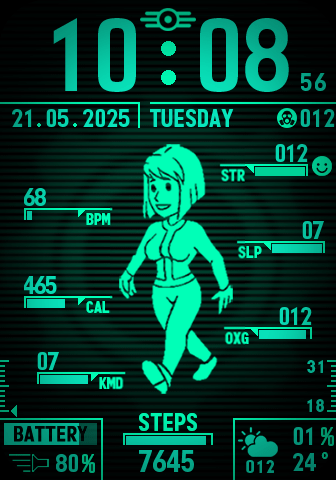 10:08 56
21.05.2025 TUESDAY 012
012
STR
68
BPM
07
SLP
465
CAL
012
OXG
07
KMD
31
18
STEPS
7645
BATTERY
80%
012
01%
24°